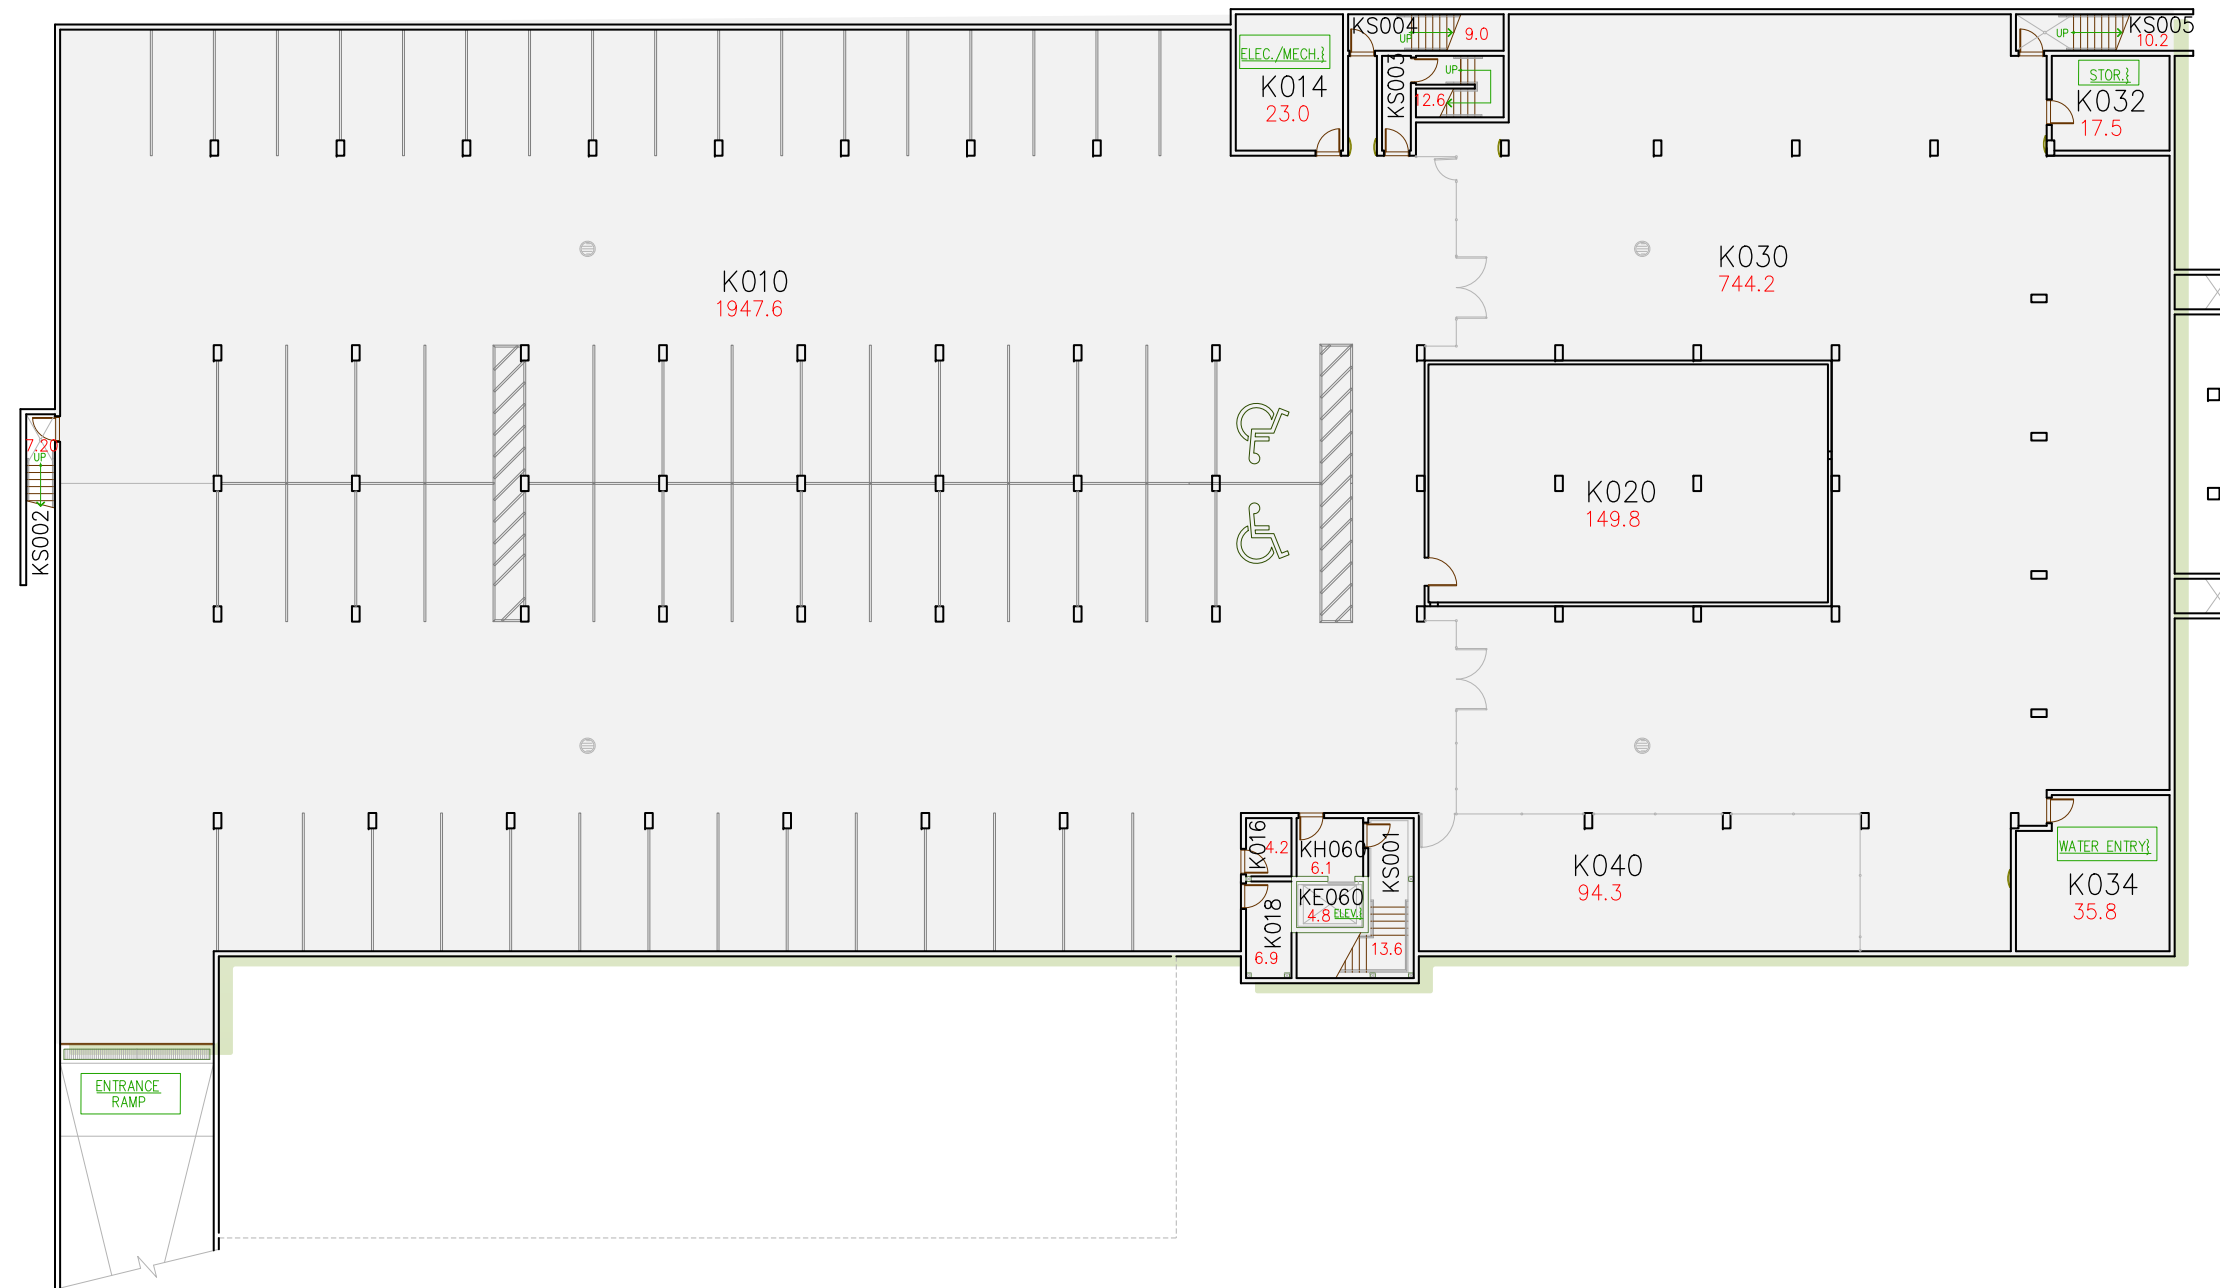 KS004
UP
9.0
KS005
UP
10.2
ELEC./MECH.}
K014
23.0
KS003
UP
12.6
STOR.}
K032
17.5
K010
1947.6
K030
744.2
7.20
UP
KS002
K020
149.8
K016
4.2
KH060
6.1
KS001
KE060
4.8
ELEV.}
K018
6.9
13.6
K040
94.3
WATER ENTRY}
K034
35.8
ENTRANCE
RAMP